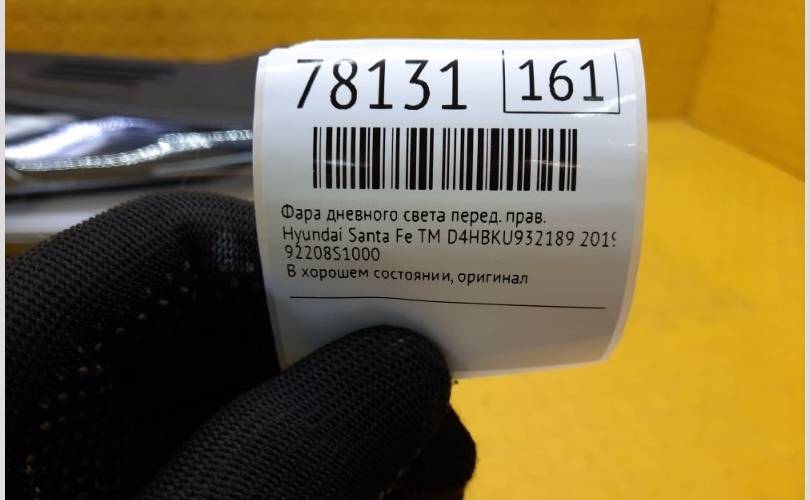 78131 161
Фара дневного света перед. прав.
Hyundai Santa Fe TM D4HBKU932189 2019
92208S1000
В хорошем состоянии, оригинал